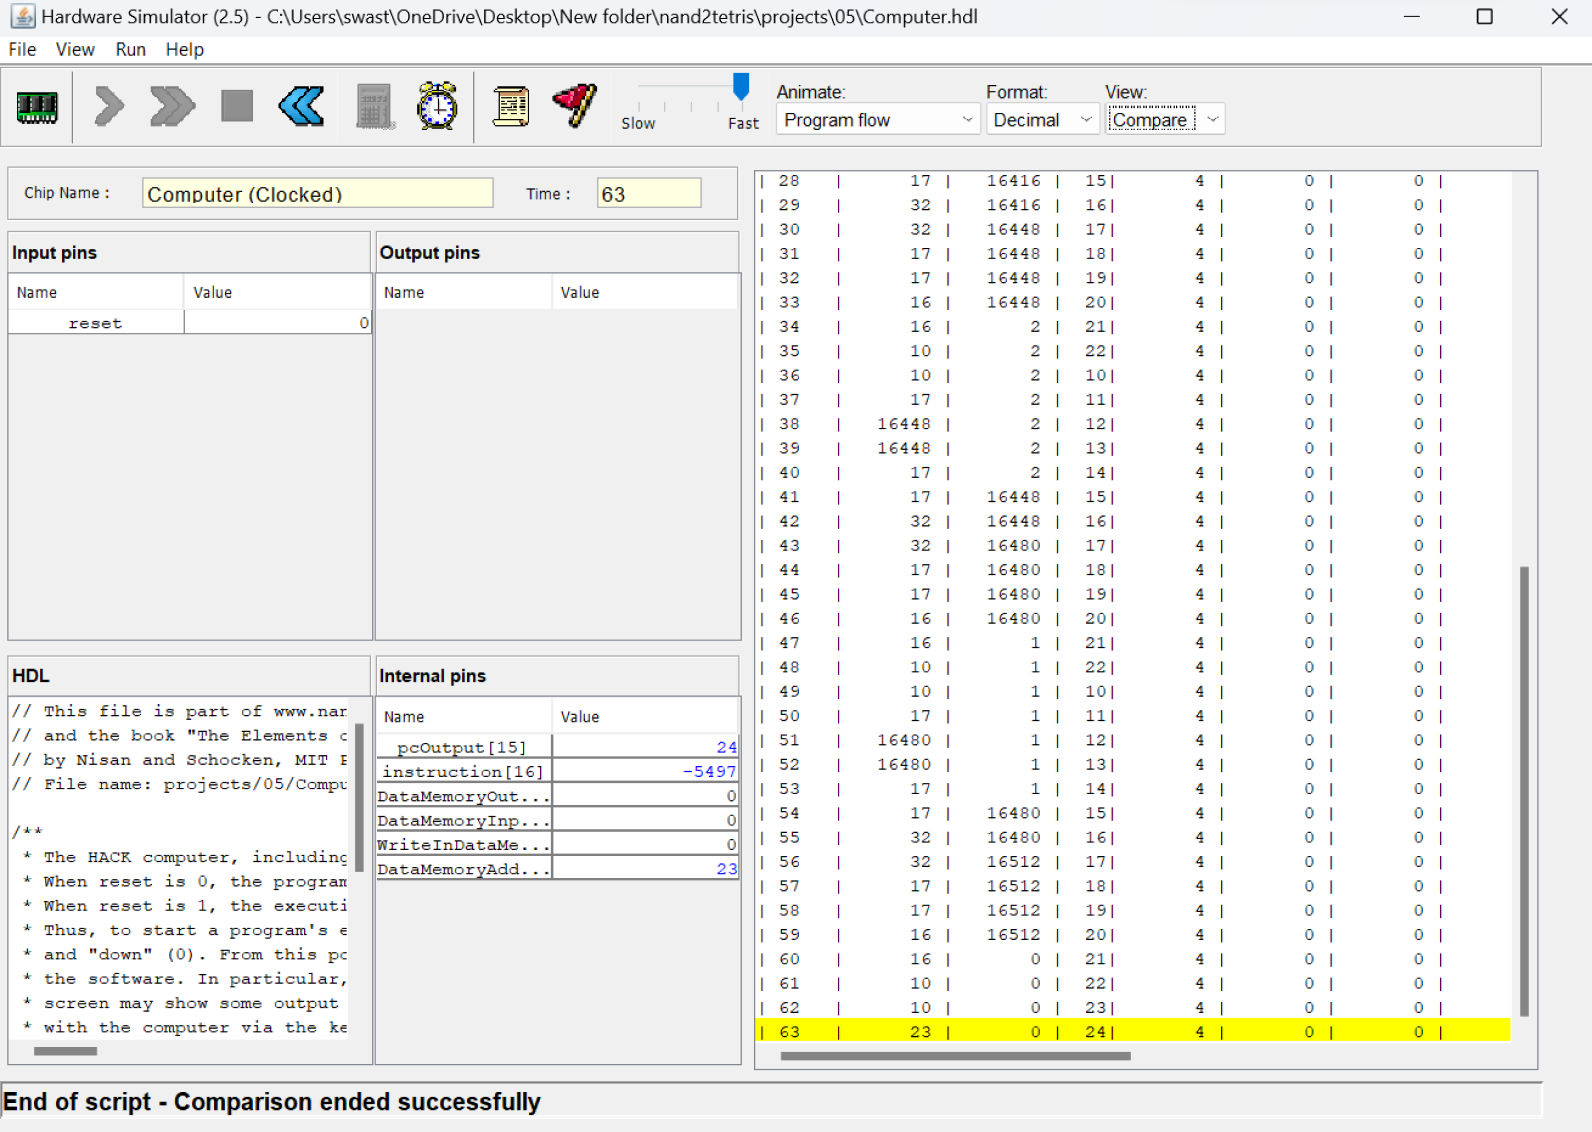 Hardware Simulator (2.5) - C:\Users\swast\OneDrive\Desktop\New folder\nand2tetris\projects\05\Computer.hdl
File View Run Help
Slow Fast
Animate: Format: View:
Program flow Decimal Compare
Chip Name : Computer (Clocked) Time : 63
Input pins
Name Value
reset 0
Output pins
Name Value
HDL
// This file is part of www.nan
// and the book "The Elements o
// by Nisan and Schocken, MIT P
// File name: projects/05/Compu
/**
* The HACK computer, including
* When reset is 0, the program
* When reset is 1, the executi
* Thus, to start a program's e
* and "down" (0). From this po
* the software. In particular,
* screen may show some output
* with the computer via the ke
Internal pins
Name Value
pcOutput[15] 24
instruction[16] -5497
DataMemoryOut... 0
DataMemoryInp... 0
WriteInDataMe... 0
DataMemoryAdd... 23
| 28 | 17 | 16416 | 15| 4 | 0 | 0 |
| 29 | 32 | 16416 | 16| 4 | 0 | 0 |
| 30 | 32 | 16448 | 17| 4 | 0 | 0 |
| 31 | 17 | 16448 | 18| 4 | 0 | 0 |
| 32 | 17 | 16448 | 19| 4 | 0 | 0 |
| 33 | 16 | 16448 | 20| 4 | 0 | 0 |
| 34 | 16 | 2 | 21| 4 | 0 | 0 |
| 35 | 10 | 2 | 22| 4 | 0 | 0 |
| 36 | 10 | 2 | 10| 4 | 0 | 0 |
| 37 | 17 | 2 | 11| 4 | 0 | 0 |
| 38 | 16448 | 2 | 12| 4 | 0 | 0 |
| 39 | 16448 | 2 | 13| 4 | 0 | 0 |
| 40 | 17 | 2 | 14| 4 | 0 | 0 |
| 41 | 17 | 16448 | 15| 4 | 0 | 0 |
| 42 | 32 | 16448 | 16| 4 | 0 | 0 |
| 43 | 32 | 16480 | 17| 4 | 0 | 0 |
| 44 | 17 | 16480 | 18| 4 | 0 | 0 |
| 45 | 17 | 16480 | 19| 4 | 0 | 0 |
| 46 | 16 | 16480 | 20| 4 | 0 | 0 |
| 47 | 16 | 1 | 21| 4 | 0 | 0 |
| 48 | 10 | 1 | 22| 4 | 0 | 0 |
| 49 | 10 | 1 | 10| 4 | 0 | 0 |
| 50 | 17 | 1 | 11| 4 | 0 | 0 |
| 51 | 16480 | 1 | 12| 4 | 0 | 0 |
| 52 | 16480 | 1 | 13| 4 | 0 | 0 |
| 53 | 17 | 1 | 14| 4 | 0 | 0 |
| 54 | 17 | 16480 | 15| 4 | 0 | 0 |
| 55 | 32 | 16480 | 16| 4 | 0 | 0 |
| 56 | 32 | 16512 | 17| 4 | 0 | 0 |
| 57 | 17 | 16512 | 18| 4 | 0 | 0 |
| 58 | 17 | 16512 | 19| 4 | 0 | 0 |
| 59 | 16 | 16512 | 20| 4 | 0 | 0 |
| 60 | 16 | 0 | 21| 4 | 0 | 0 |
| 61 | 10 | 0 | 22| 4 | 0 | 0 |
| 62 | 10 | 0 | 23| 4 | 0 | 0 |
| 63 | 23 | 0 | 24| 4 | 0 | 0 |
End of script - Comparison ended successfully